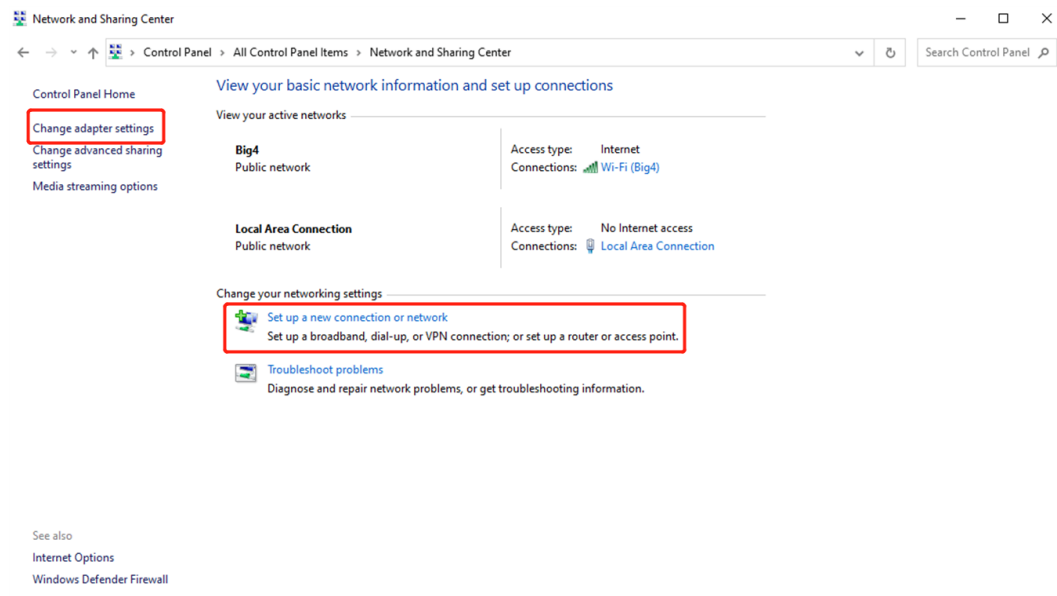 Network and Sharing Center
Control Panel > All Control Panel Items > Network and Sharing Center
Search Control Panel
Control Panel Home
Change adapter settings
Change advanced sharing
settings
Media streaming options
View your basic network information and set up connections
View your active networks
Big4
Public network
Access type: Internet
Connections: Wi-Fi (Big4)
Local Area Connection
Public network
Access type: No Internet access
Connections: Local Area Connection
Change your networking settings
Set up a new connection or network
Set up a broadband, dial-up, or VPN connection; or set up a router or access point.
Troubleshoot problems
Diagnose and repair network problems, or get troubleshooting information.
See also
Internet Options
Windows Defender Firewall